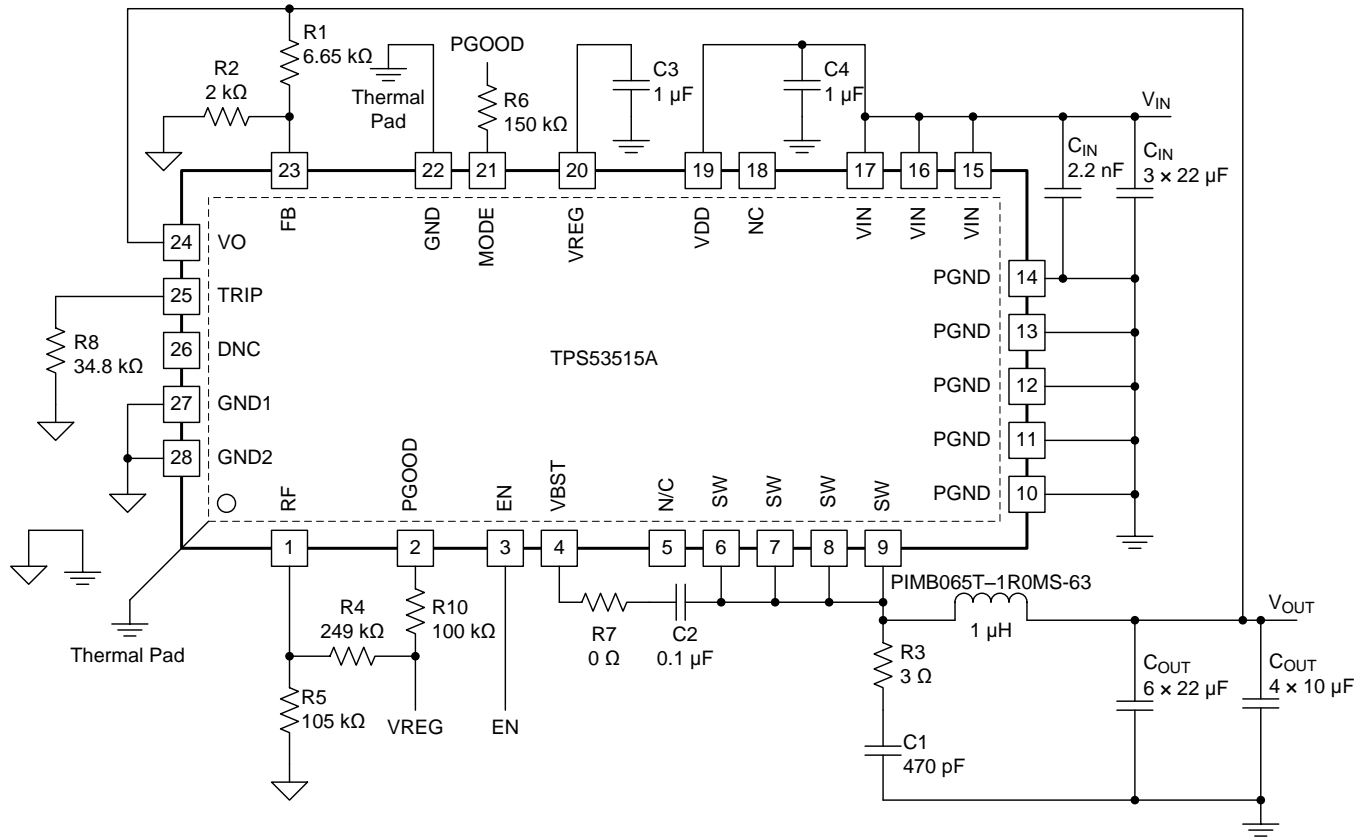 R1
6.65 kΩ
R2
2 kΩ
Thermal
Pad
PGOOD
R6
150 kΩ
C3
1 µF
C4
1 µF
VIN
CIN
2.2 nF
CIN
3 × 22 µF
23
22
21
20
19
18
17
16
15
FB
GND
MODE
VREG
VDD
NC
VIN
VIN
VIN
24
VO
25
TRIP
26
DNC
27
GND1
28
GND2
R8
34.8 kΩ
TPS53515A
PGND
14
PGND
13
PGND
12
PGND
11
PGND
10
RF
PGOOD
EN
VBST
N/C
SW
SW
SW
SW
1
2
3
4
5
6
7
8
9
Thermal Pad
R4
249 kΩ
R10
100 kΩ
R5
105 kΩ
VREG
EN
R7
0 Ω
C2
0.1 µF
PIMB065T–1R0MS-63
1 µH
R3
3 Ω
C1
470 pF
VOUT
COUT
6 × 22 µF
COUT
4 × 10 µF